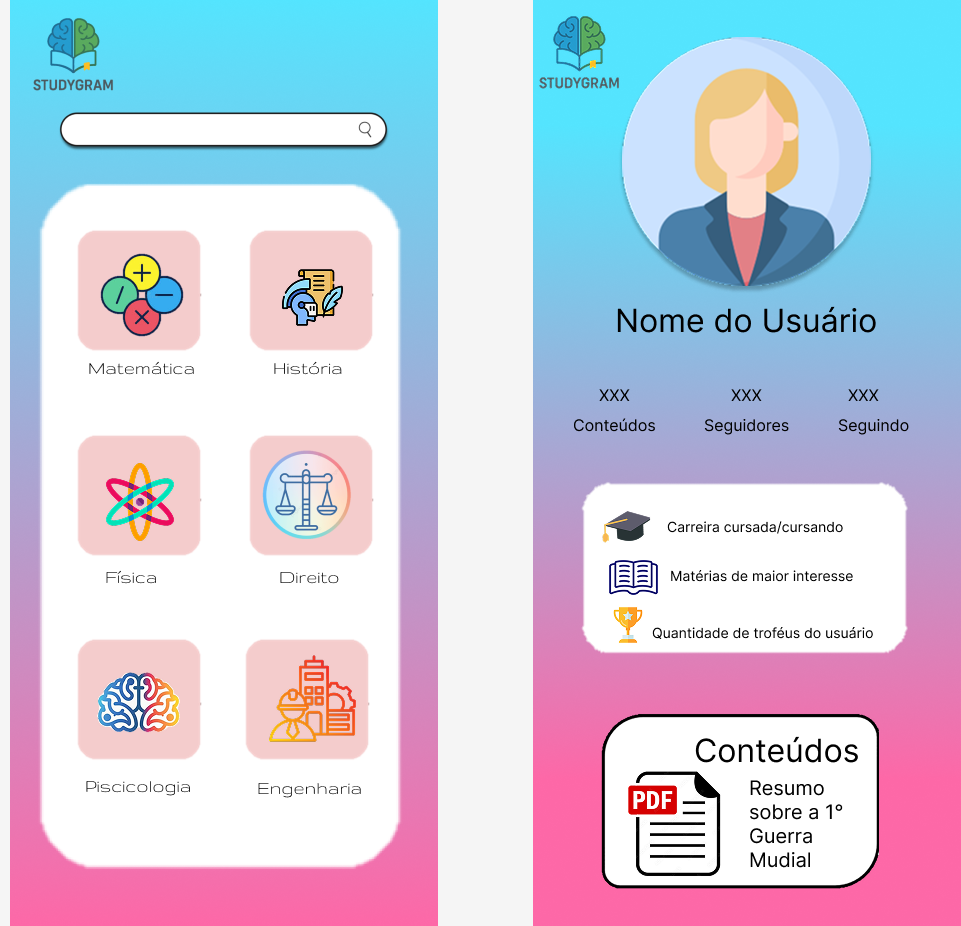 STUDYGRAM
Matemática
História
Física
Direito
Piscicologia
Engenharia
STUDYGRAM
Nome do Usuário
XXX
XXX
XXX
Conteúdos
Seguidores
Seguindo
Carreira cursada/cursando
Matérias de maior interesse
Quantidade de troféus do usuário
Conteúdos
PDF
Resumo
sobre a 1°
Guerra
Mudial